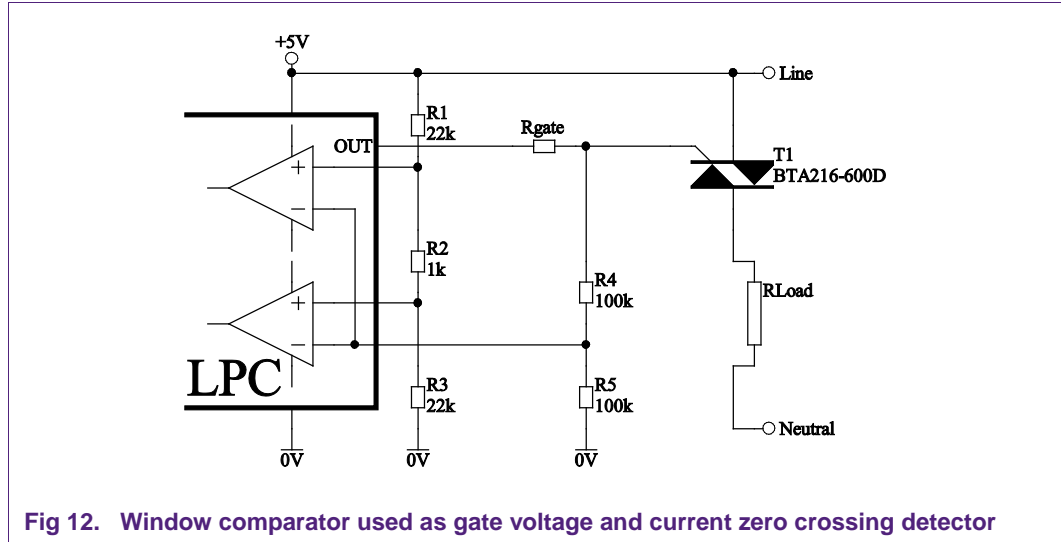 +5V
Line
R1
22k
Rgate
OUT
T1
BTA216-600D
+
−
R2
1k
R4
100k
RLoad
+
−
LPC
R3
22k
R5
100k
Neutral
0V
0V
0V
Fig 12. Window comparator used as gate voltage and current zero crossing detector